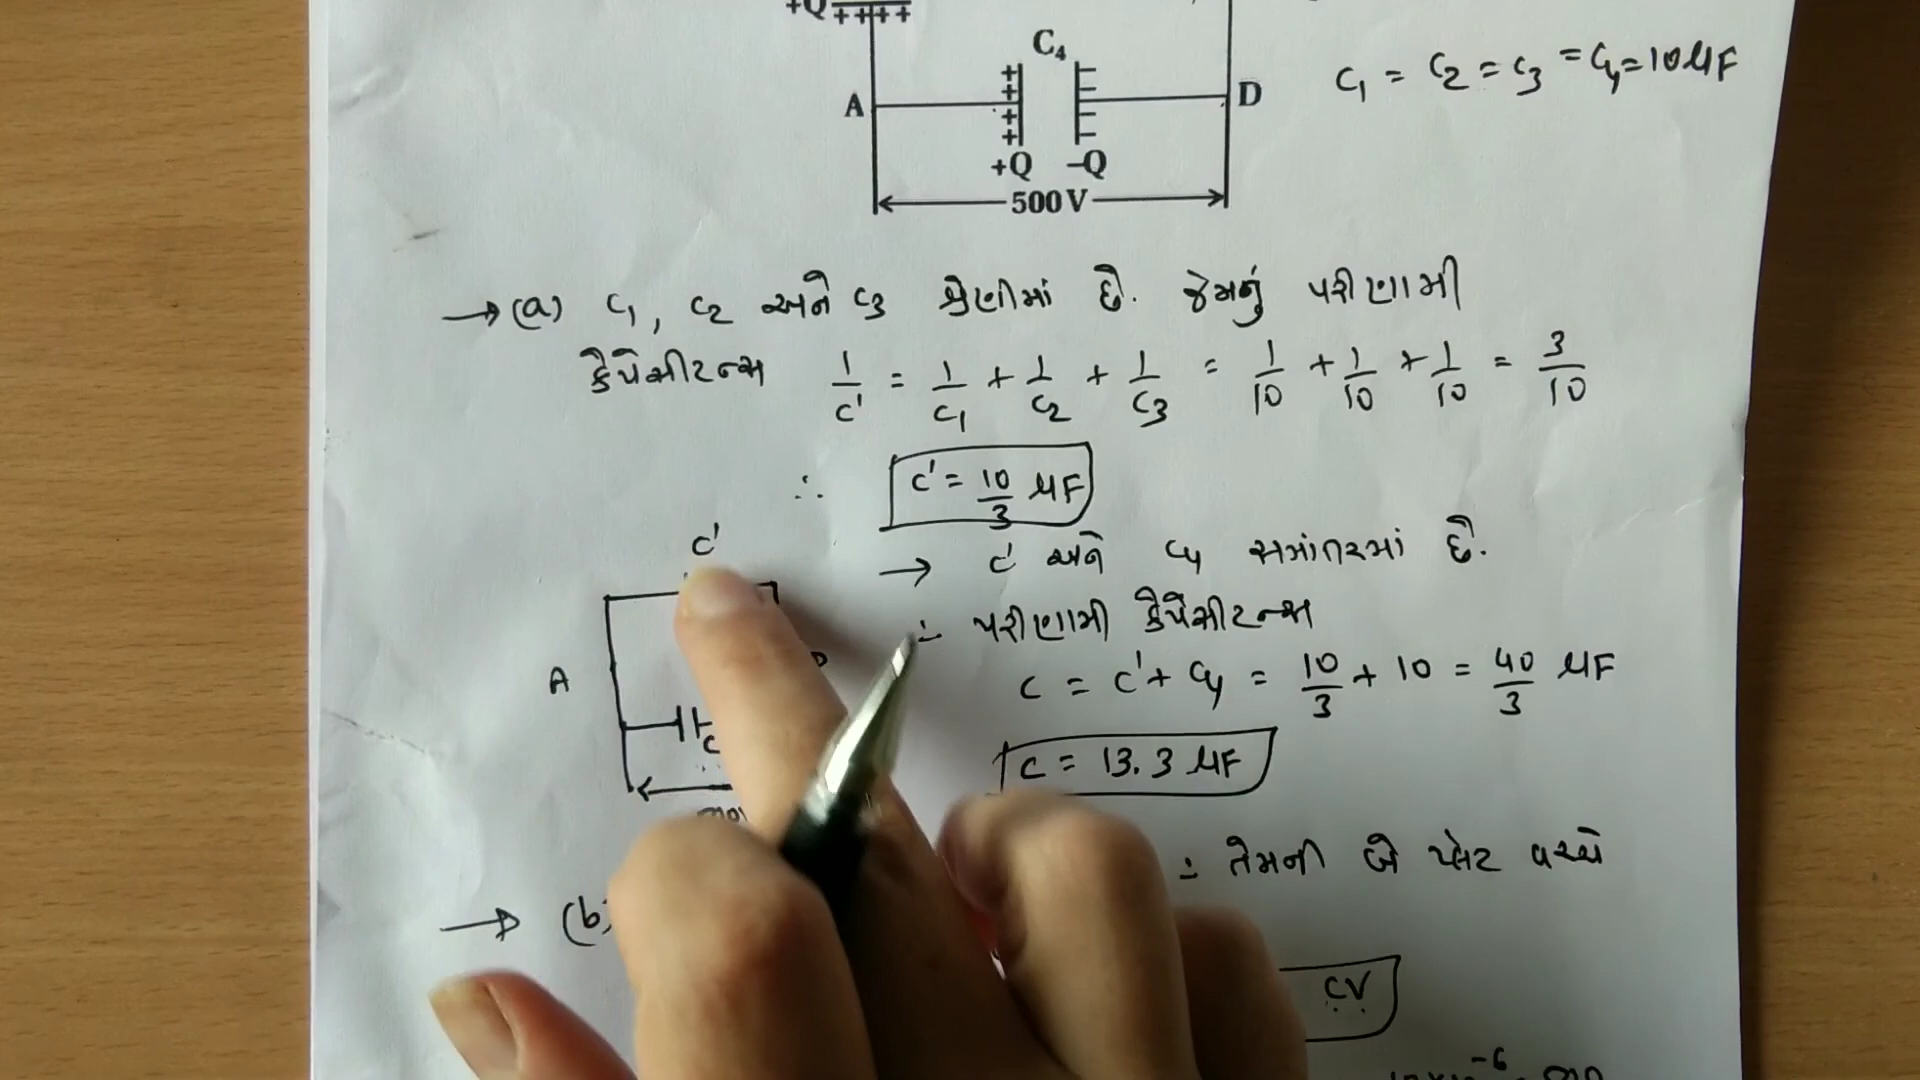 +Q ++++
C₄
C₁ = C₂ = C₃ = C₄ = 10 μF
A
D
+Q -Q
500 V
→ (a) C₁, C₂ અને C₃ શ્રેણીમાં છે. જેમનું પરીણામી
કેપેસીટન્સ 1/C' = 1/C₁ + 1/C₂ + 1/C₃ = 1/10 + 1/10 + 1/10 = 3/10
∴ C' = 10/3 μF
C'
→ C' અને C₄ સમાંતરમાં છે.
∴ પરીણામી કેપેસીટન્સ
A
C = C' + C₄ = 10/3 + 10 = 40/3 μF
C = 13.3 μF
∴ તેમની બે પ્લેટ વચ્ચે
→ (b)
CV